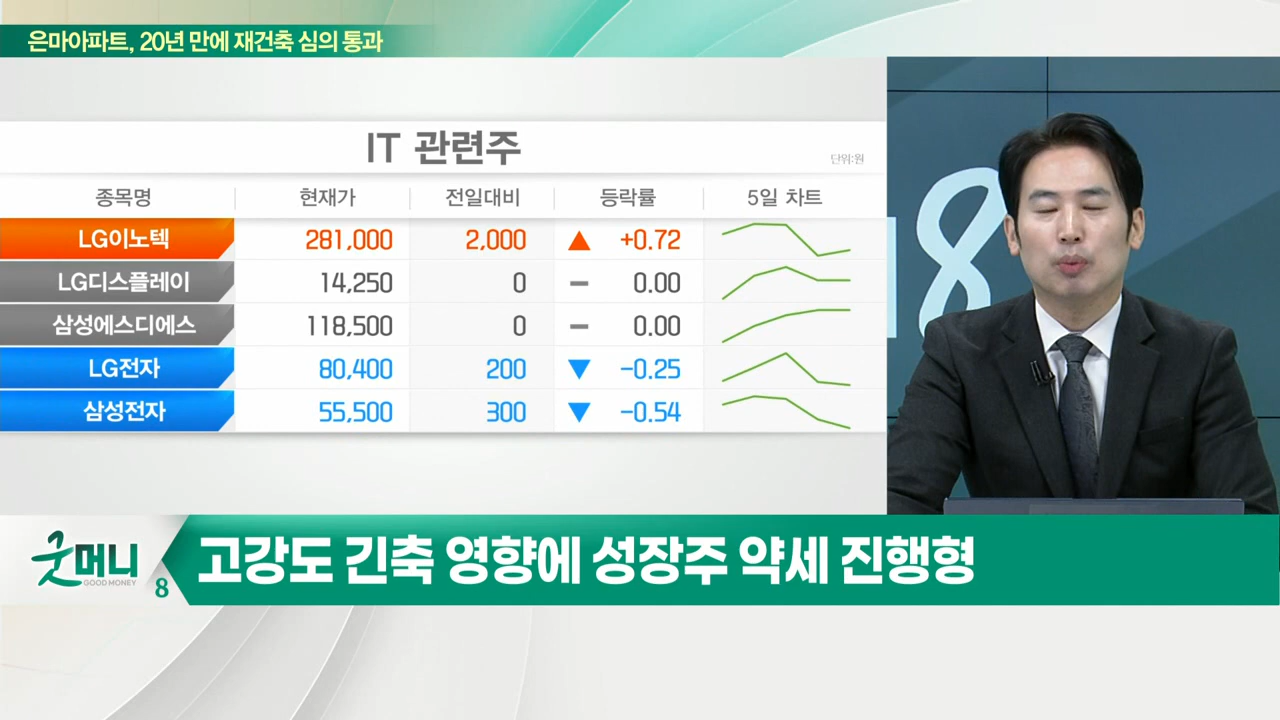 은마아파트, 20년 만에 재건축 심의 통과
IT 관련주
단위:원
종목명 현재가 전일대비 등락률 5일 차트
LG이노텍 281,000 2,000 ▲ +0.72
LG디스플레이 14,250 0 - 0.00
삼성에스디에스 118,500 0 - 0.00
LG전자 80,400 200 ▼ -0.25
삼성전자 55,500 300 ▼ -0.54
8
굿머니
GOOD MONEY
8
고강도 긴축 영향에 성장주 약세 진행형